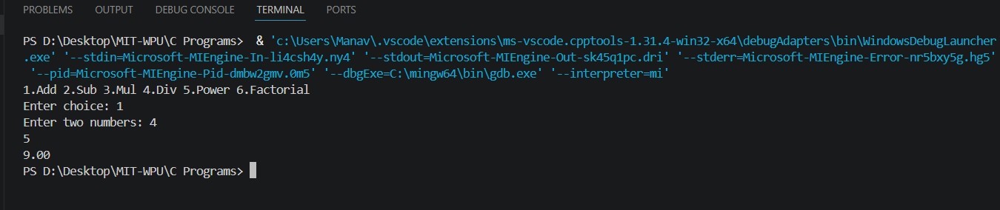 PROBLEMS OUTPUT DEBUG CONSOLE TERMINAL PORTS
PS D:\Desktop\MIT-WPU\C Programs>  & 'c:\Users\Manav\.vscode\extensions\ms-vscode.cpptools-1.31.4-win32-x64\debugAdapters\bin\WindowsDebugLauncher
.exe' '--stdin=Microsoft-MIEngine-In-li4csh4y.ny4' '--stdout=Microsoft-MIEngine-Out-sk45q1pc.dri' '--stderr=Microsoft-MIEngine-Error-nr5bxy5g.hg5'
'--pid=Microsoft-MIEngine-Pid-dmbw2gmv.0m5' '--dbgExe=C:\mingw64\bin\gdb.exe' '--interpreter=mi'
1.Add 2.Sub 3.Mul 4.Div 5.Power 6.Factorial
Enter choice: 1
Enter two numbers: 4
5
9.00
PS D:\Desktop\MIT-WPU\C Programs>